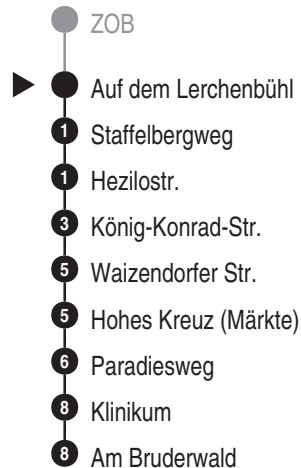 ZOB
Auf dem Lerchenbühl
1 Staffelbergweg
1 Hezilostr.
3 König-Konrad-Str.
5 Waizendorfer Str.
5 Hohes Kreuz (Märkte)
6 Paradiesweg
8 Klinikum
8 Am Bruderwald